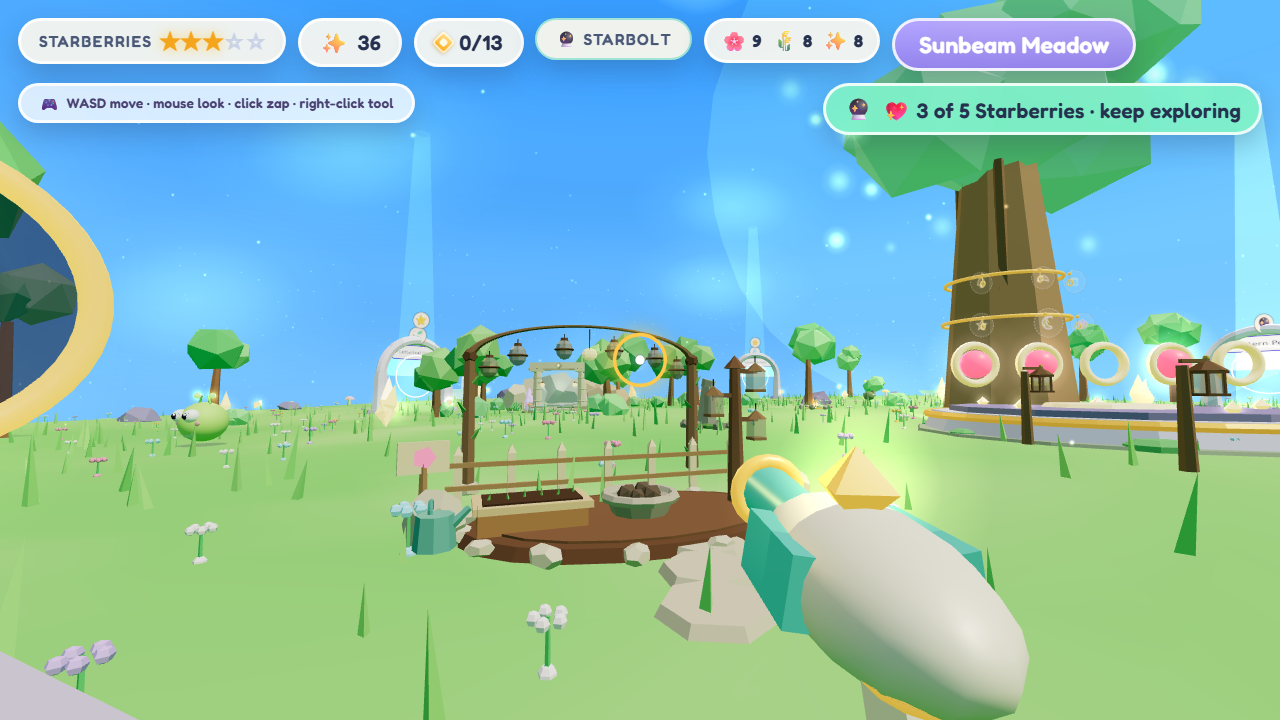 STARBERRIES
36
0/13
STARBOLT
9 8 8
Sunbeam Meadow
WASD move · mouse look · click zap · right-click tool
3 of 5 Starberries · keep exploring